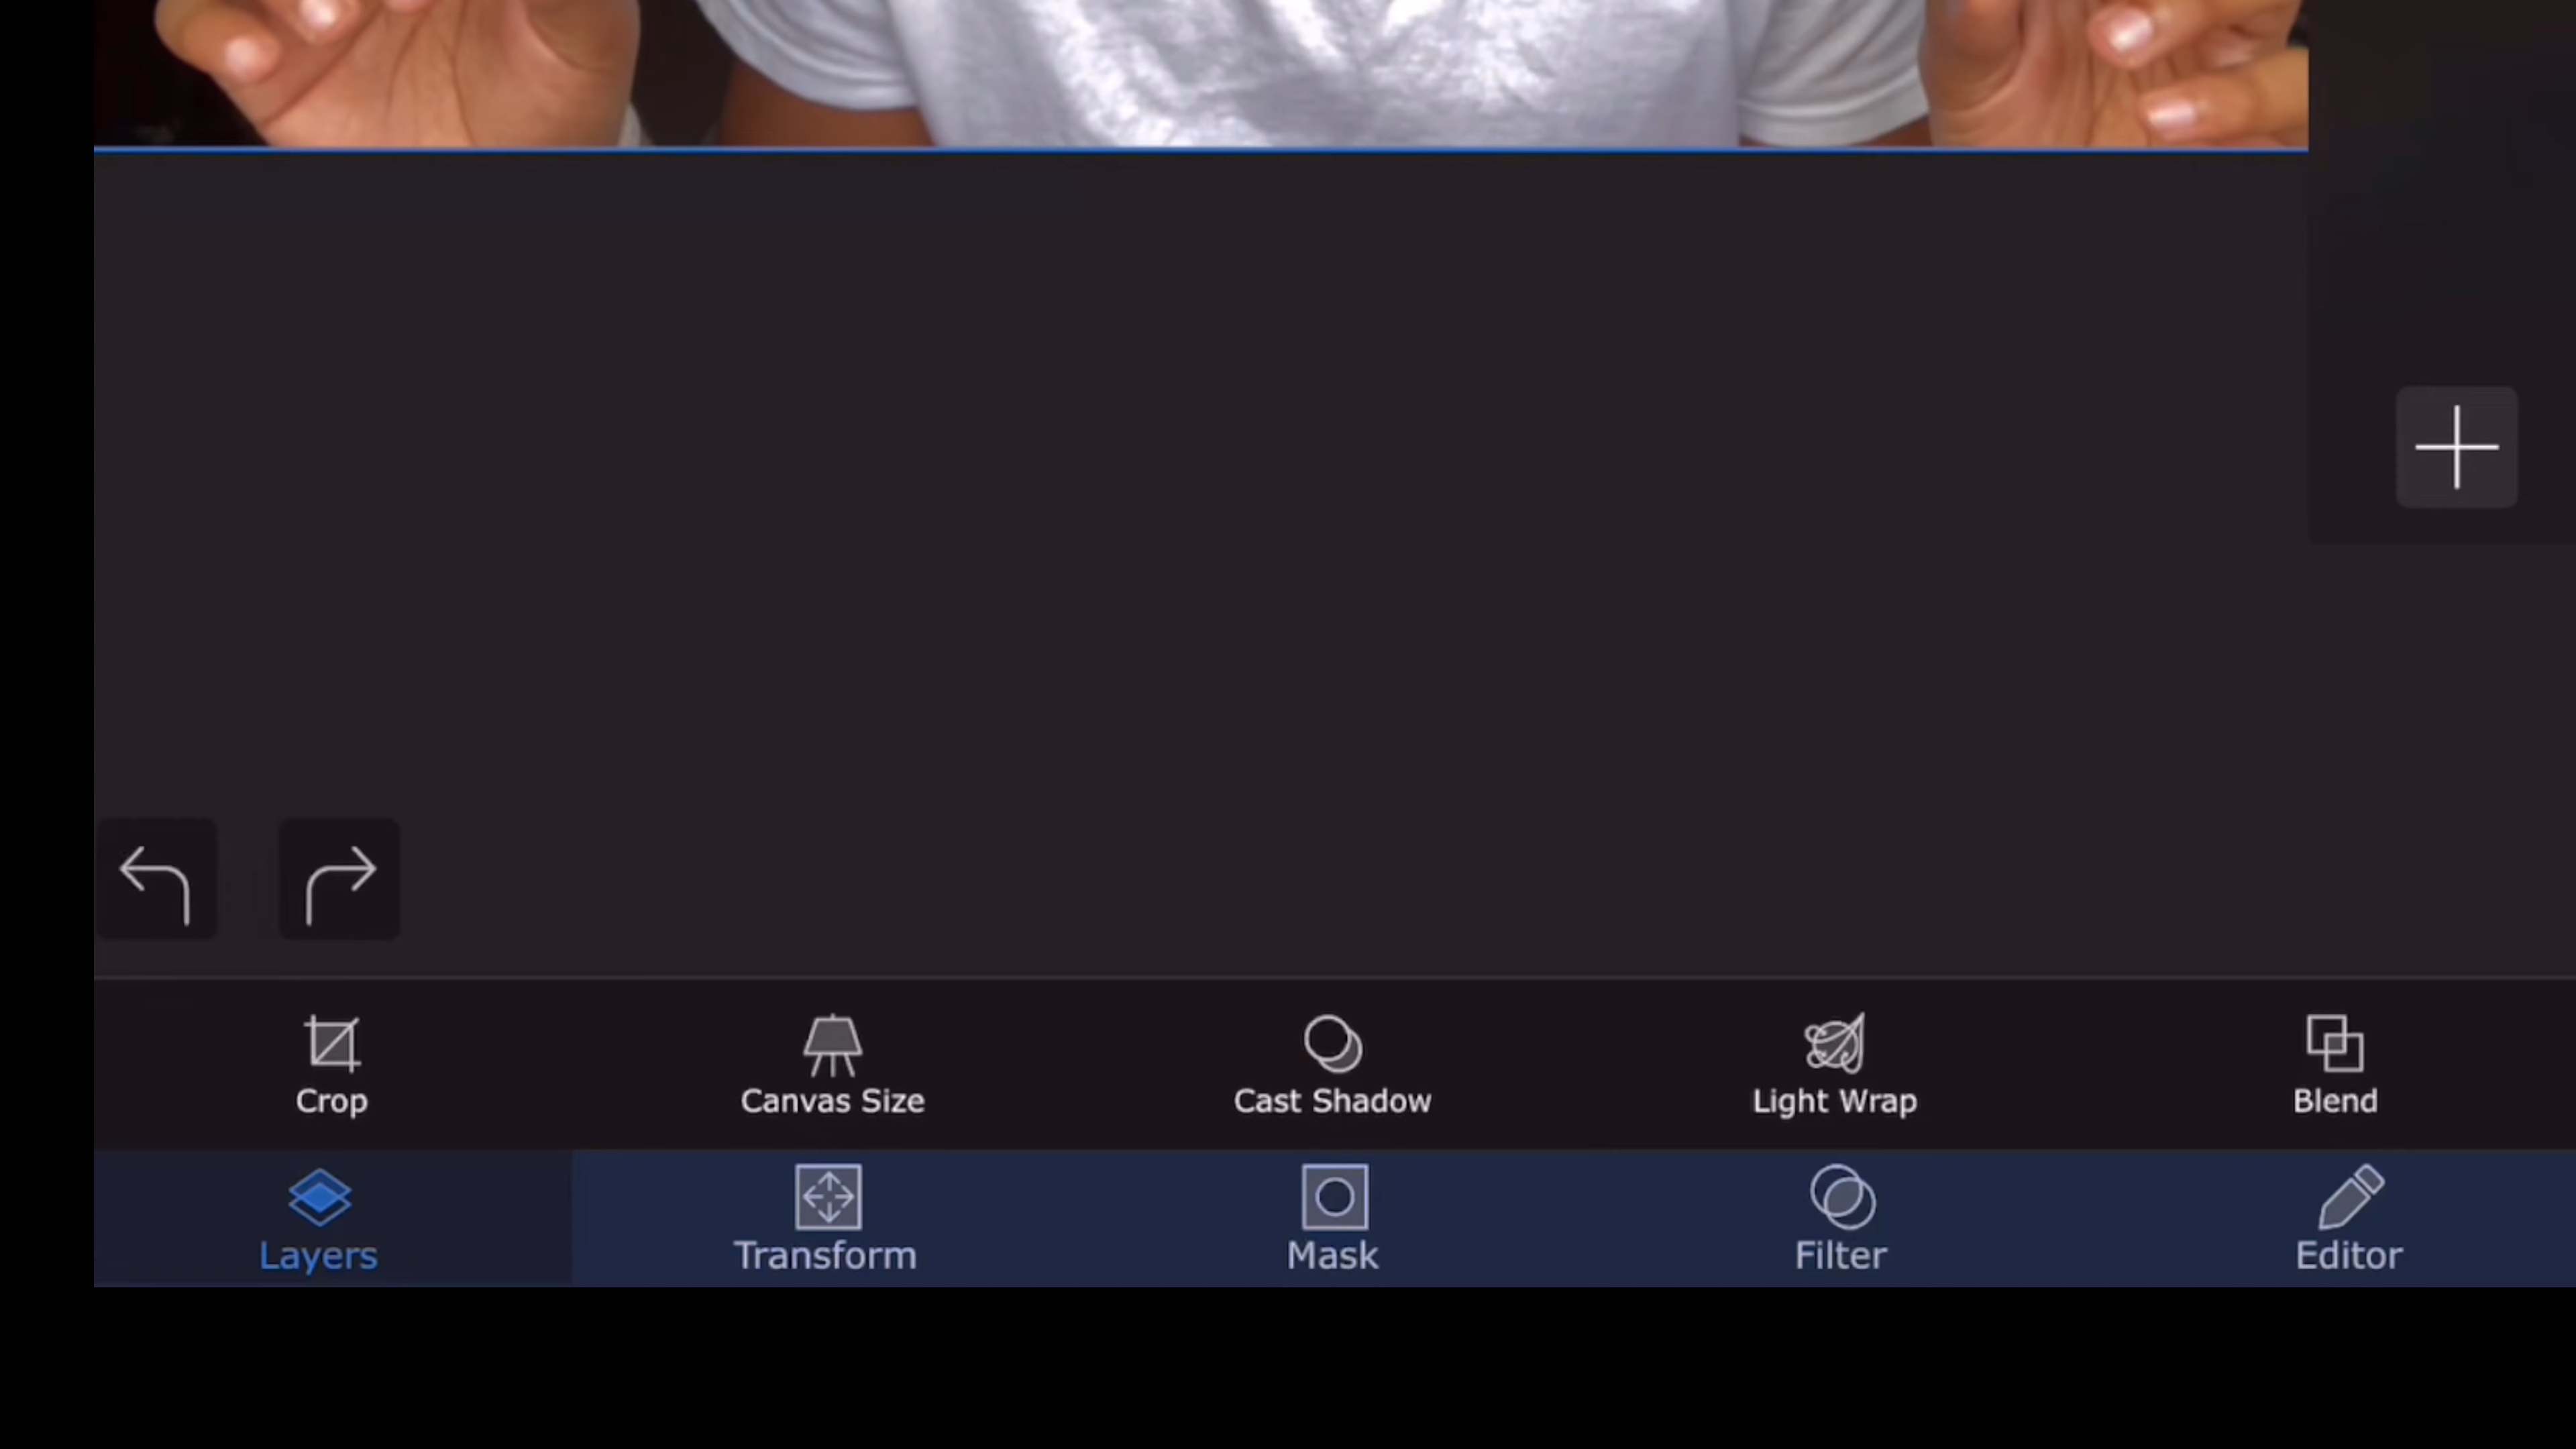 Crop
Canvas Size
Cast Shadow
Light Wrap
Blend
Layers
Transform
Mask
Filter
Editor